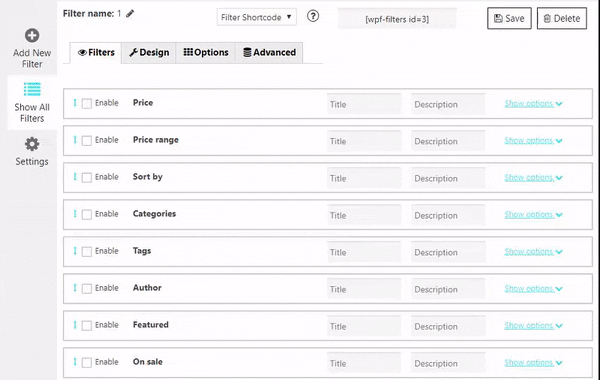 Filter name: 1
Filter Shortcode
[wpf-filters id=3]
Save
Delete
Add New Filter
Show All Filters
Settings
Filters Design Options Advanced
Enable Price Title Description Show options
Enable Price range Title Description Show options
Enable Sort by Title Description Show options
Enable Categories Title Description Show options
Enable Tags Title Description Show options
Enable Author Title Description Show options
Enable Featured Title Description Show options
Enable On sale Title Description Show options